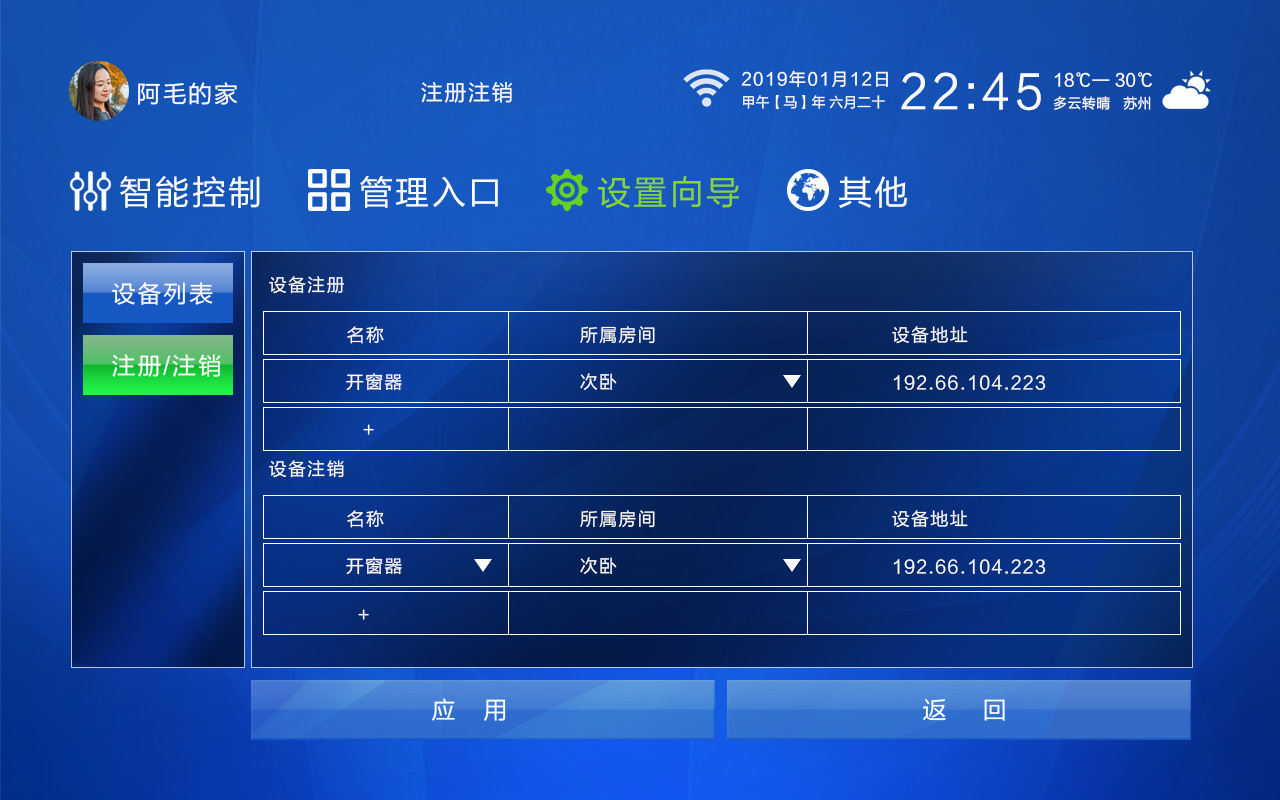 阿毛的家
注册注销
2019年01月12日
甲午【马】年 六月二十
22:45
18℃— 30℃
多云转晴 苏州
智能控制 管理入口 设置向导 其他
设备列表
注册/注销
设备注册
名称 所属房间 设备地址
开窗器 次卧 192.66.104.223
+
设备注销
名称 所属房间 设备地址
开窗器 次卧 192.66.104.223
+
应 用 返 回